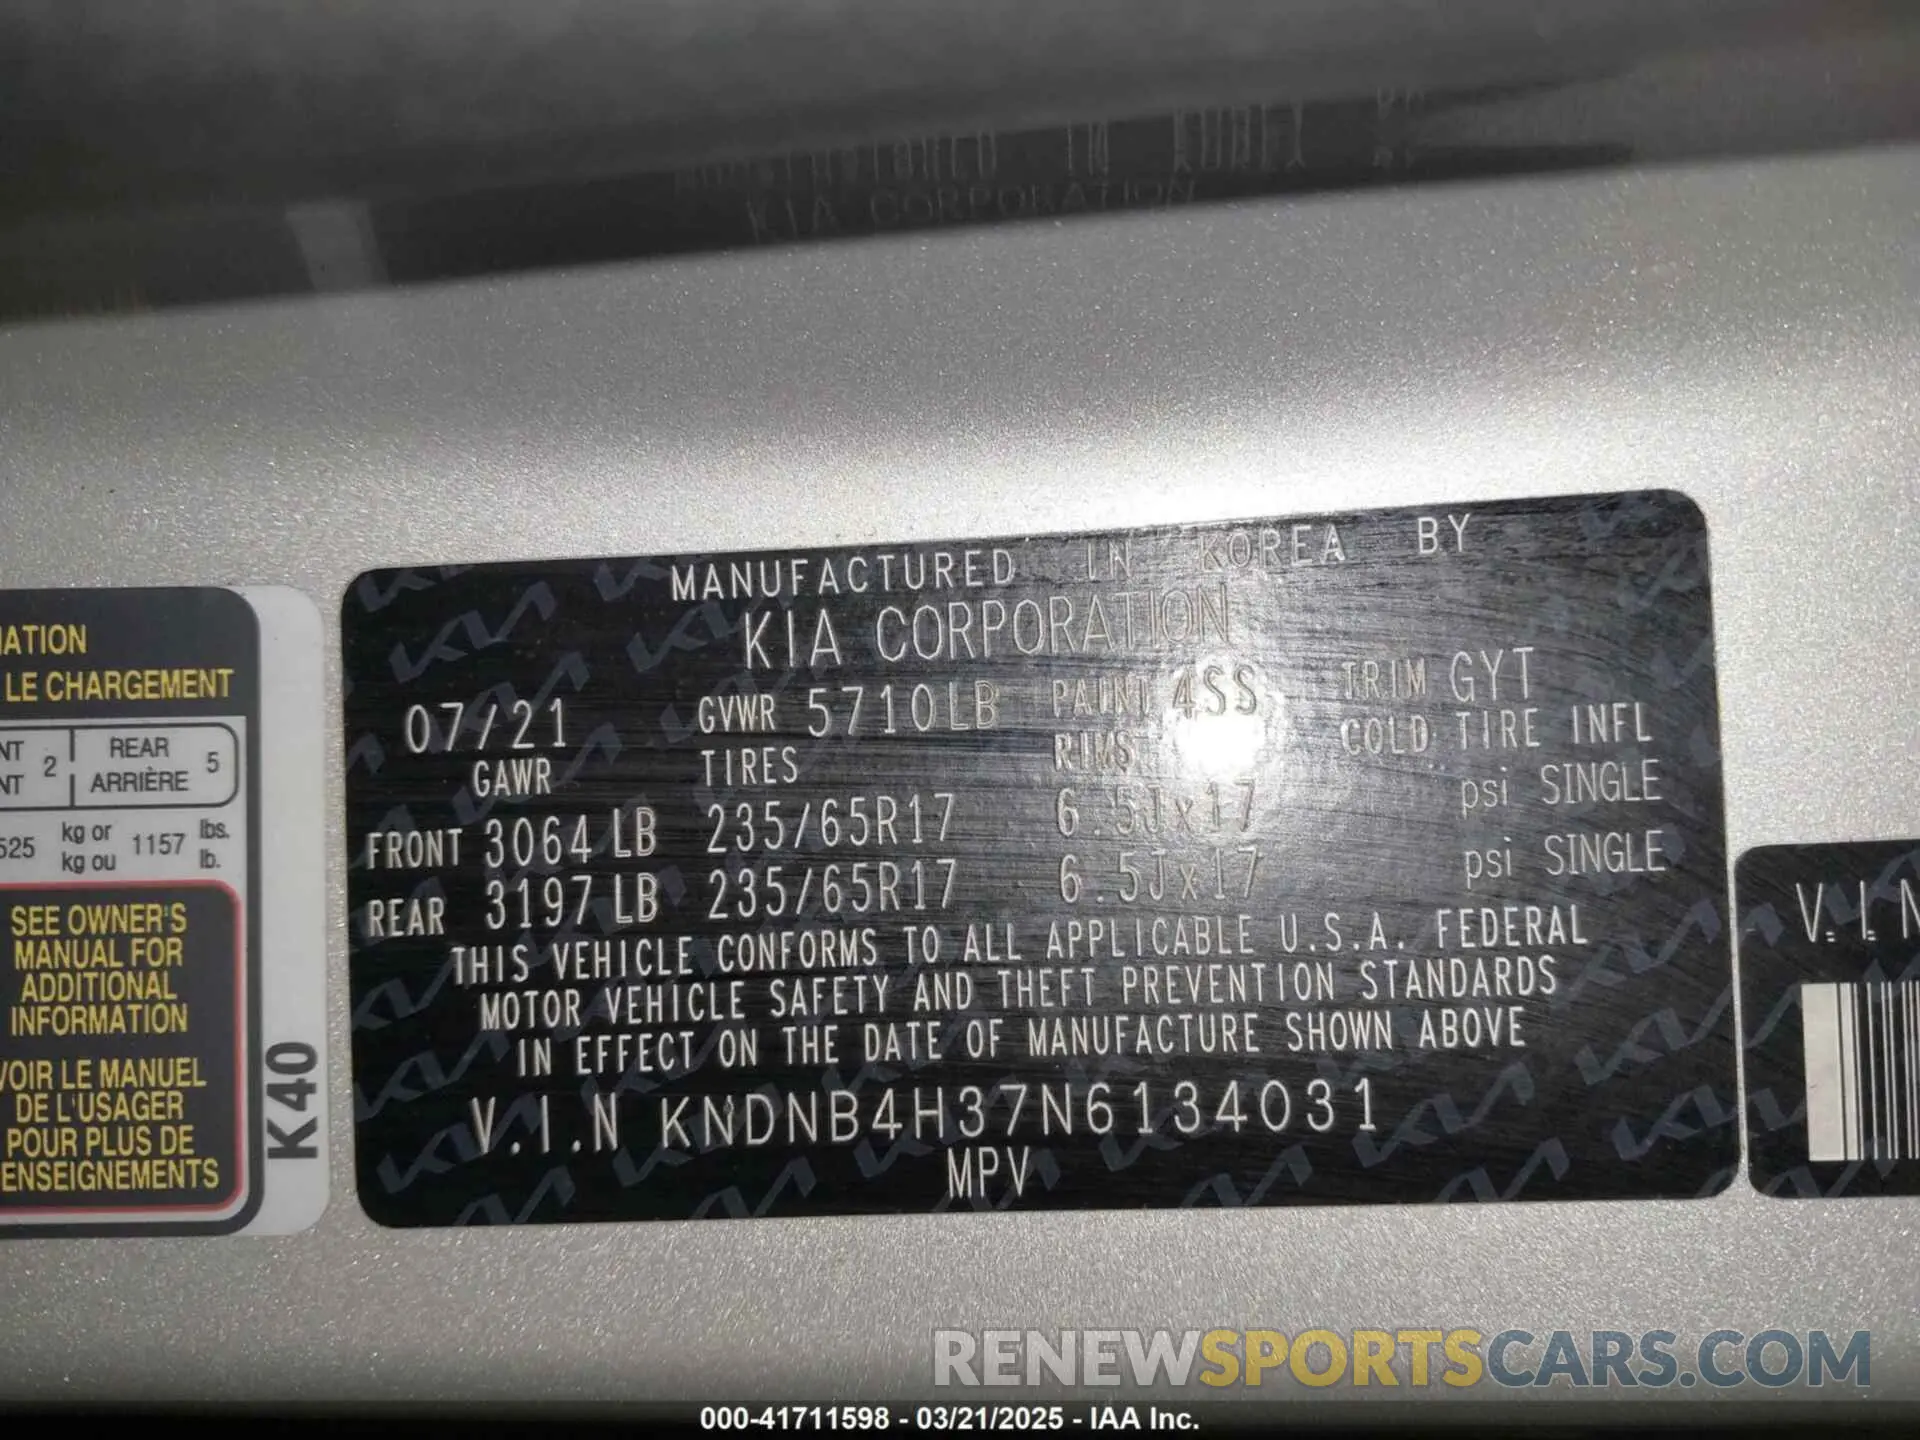 KIA CORPORATION
MANUFACTURED IN KOREA BY
KIA CORPORATION
07/21 GVWR 5710LB PAINT 4SS TRIM GYT
GAWR TIRES RIMS COLD TIRE INFL
FRONT 3064 LB 235/65R17 6.5Jx17 psi SINGLE
REAR 3197 LB 235/65R17 6.5Jx17 psi SINGLE
THIS VEHICLE CONFORMS TO ALL APPLICABLE U.S.A. FEDERAL
MOTOR VEHICLE SAFETY AND THEFT PREVENTION STANDARDS
IN EFFECT ON THE DATE OF MANUFACTURE SHOWN ABOVE
V.I.N KNDNB4H37N6134031
MPV
LE CHARGEMENT
2 REAR 5
ARRIÈRE
kg or 1157 lbs.
kg ou lb.
SEE OWNER'S
MANUAL FOR
ADDITIONAL
INFORMATION
VOIR LE MANUEL
DE L'USAGER
POUR PLUS DE
K40
V.I.N
RENEWSPORTSCARS.COM
000-41711598 - 03/21/2025 - IAA Inc.